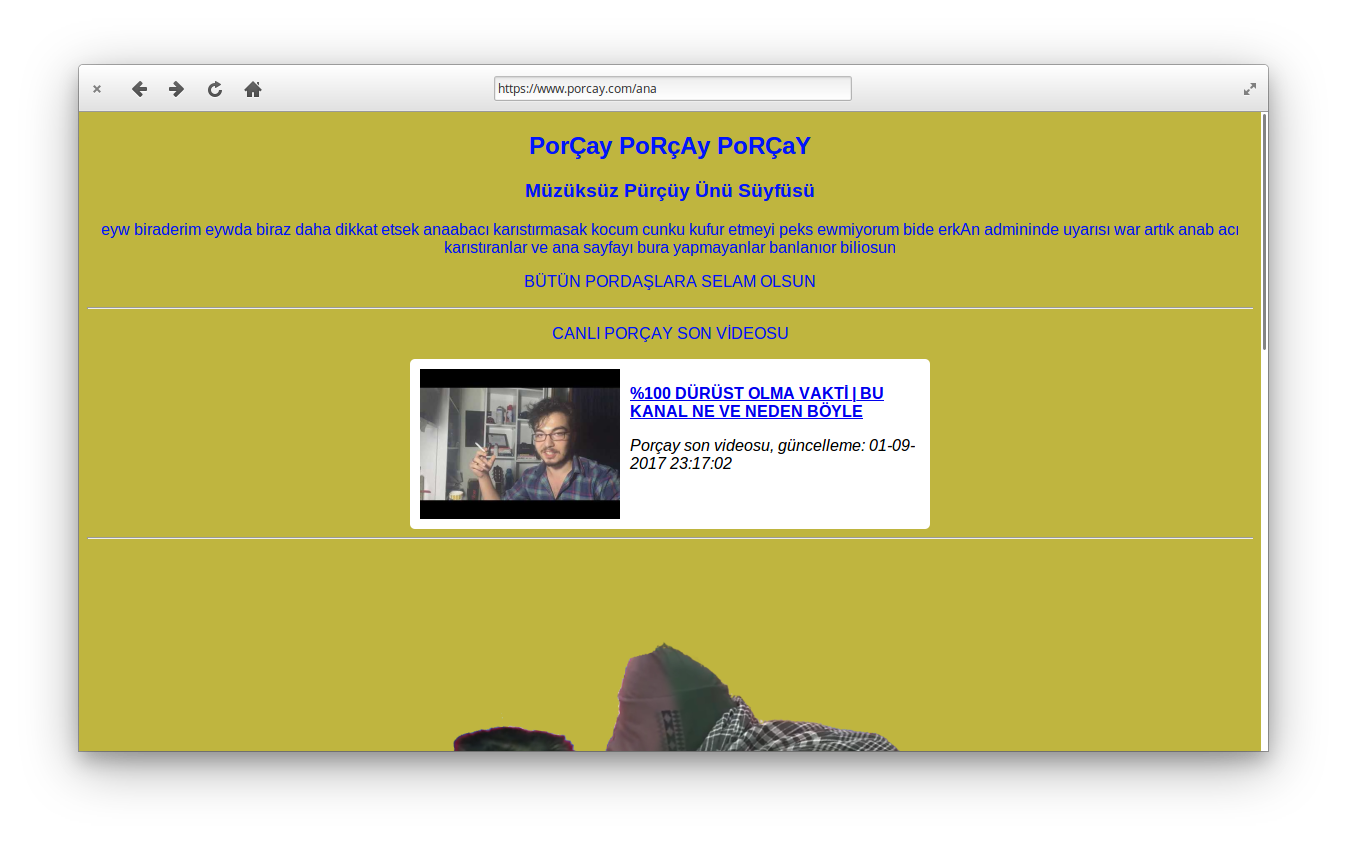 https://www.porcay.com/ana
PorÇay PoRçAy PoRÇaY
Müzüksüz Pürçüy Ünü Süyfüsü
eyw biraderim eywda biraz daha dikkat etsek anaabacı karıstırmasak kocum cunku kufur etmeyi peks ewmiyorum bide erkAn admininde uyarısı war artık anab acı
karıstıranlar ve ana sayfayı bura yapmayanlar banlanıor biliosun
BÜTÜN PORDAŞLARA SELAM OLSUN
CANLI PORÇAY SON VİDEOSU
%100 DÜRÜST OLMA VAKTİ | BU
KANAL NE VE NEDEN BÖYLE
Porçay son videosu, güncelleme: 01-09-
2017 23:17:02